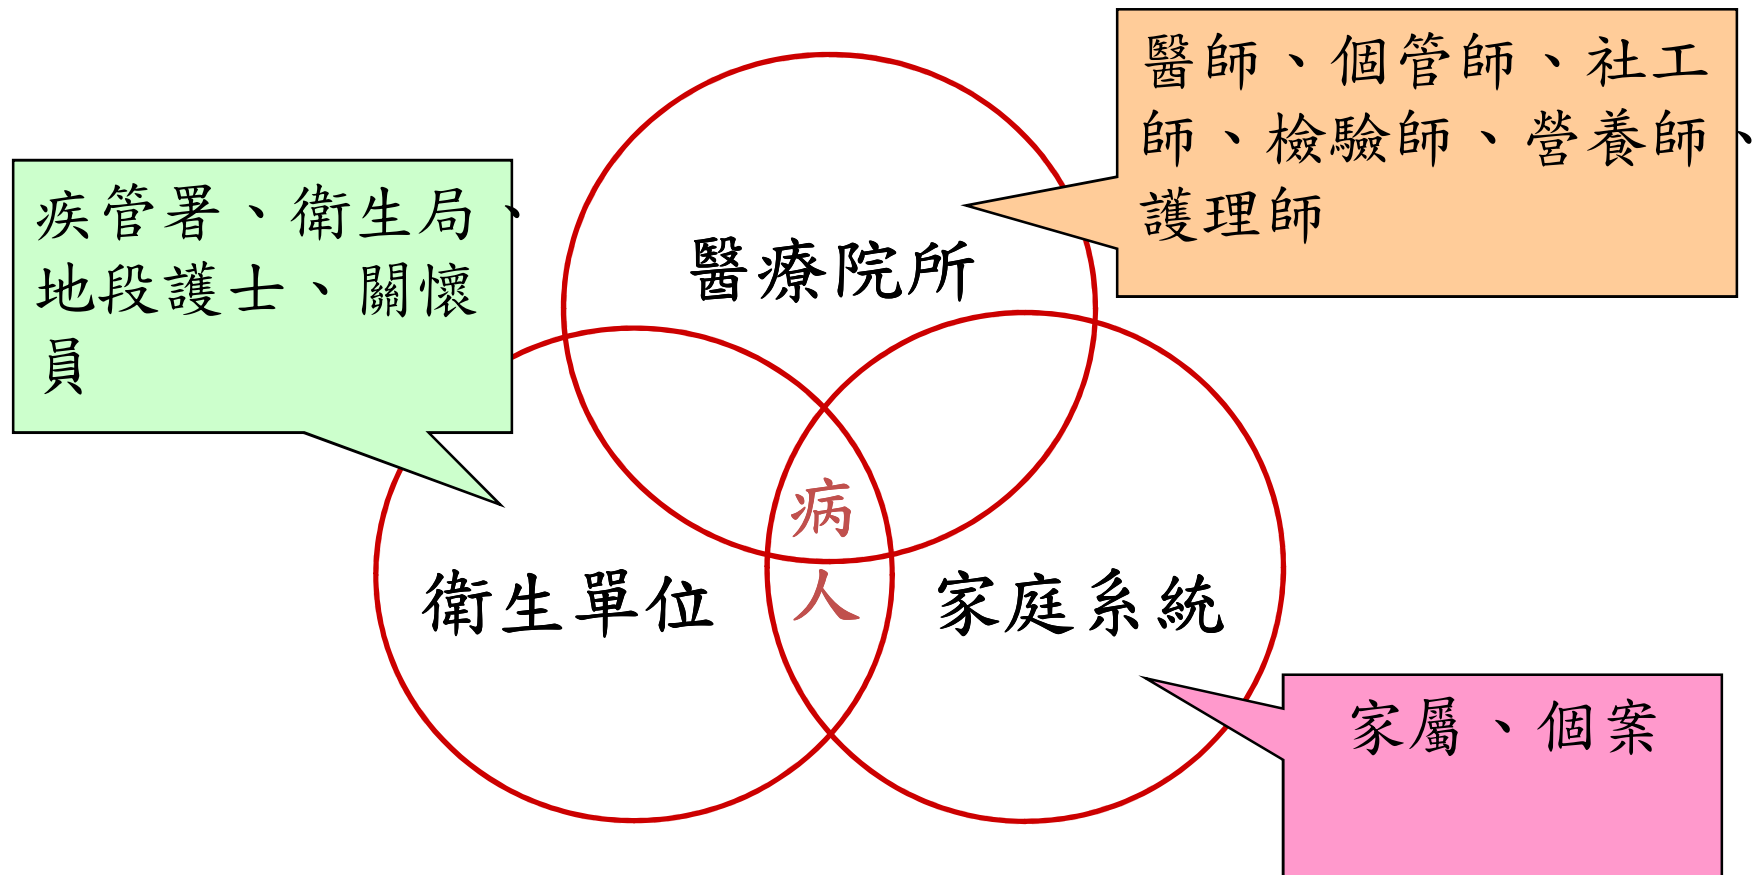 醫師、個管師、社工
師、檢驗師、營養師、
護理師
疾管署、衛生局、
地段護士、關懷
員
醫療院所
病
人
衛生單位
家庭系統
家屬、個案